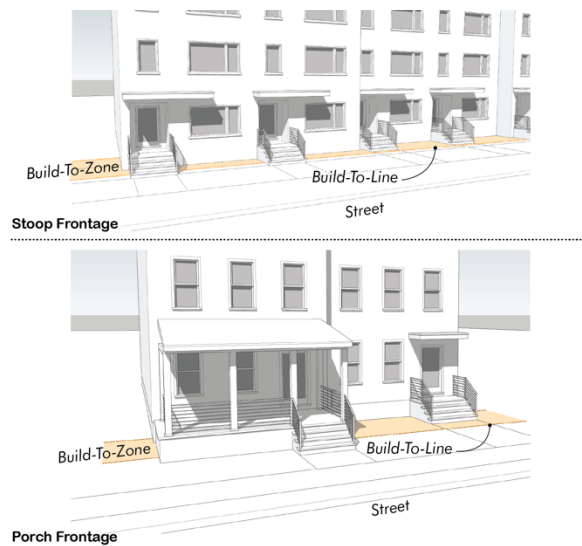 Build-To-Zone
Build-To-Line
Street
Stoop Frontage
Build-To-Zone
Build-To-Line
Street
Porch Frontage